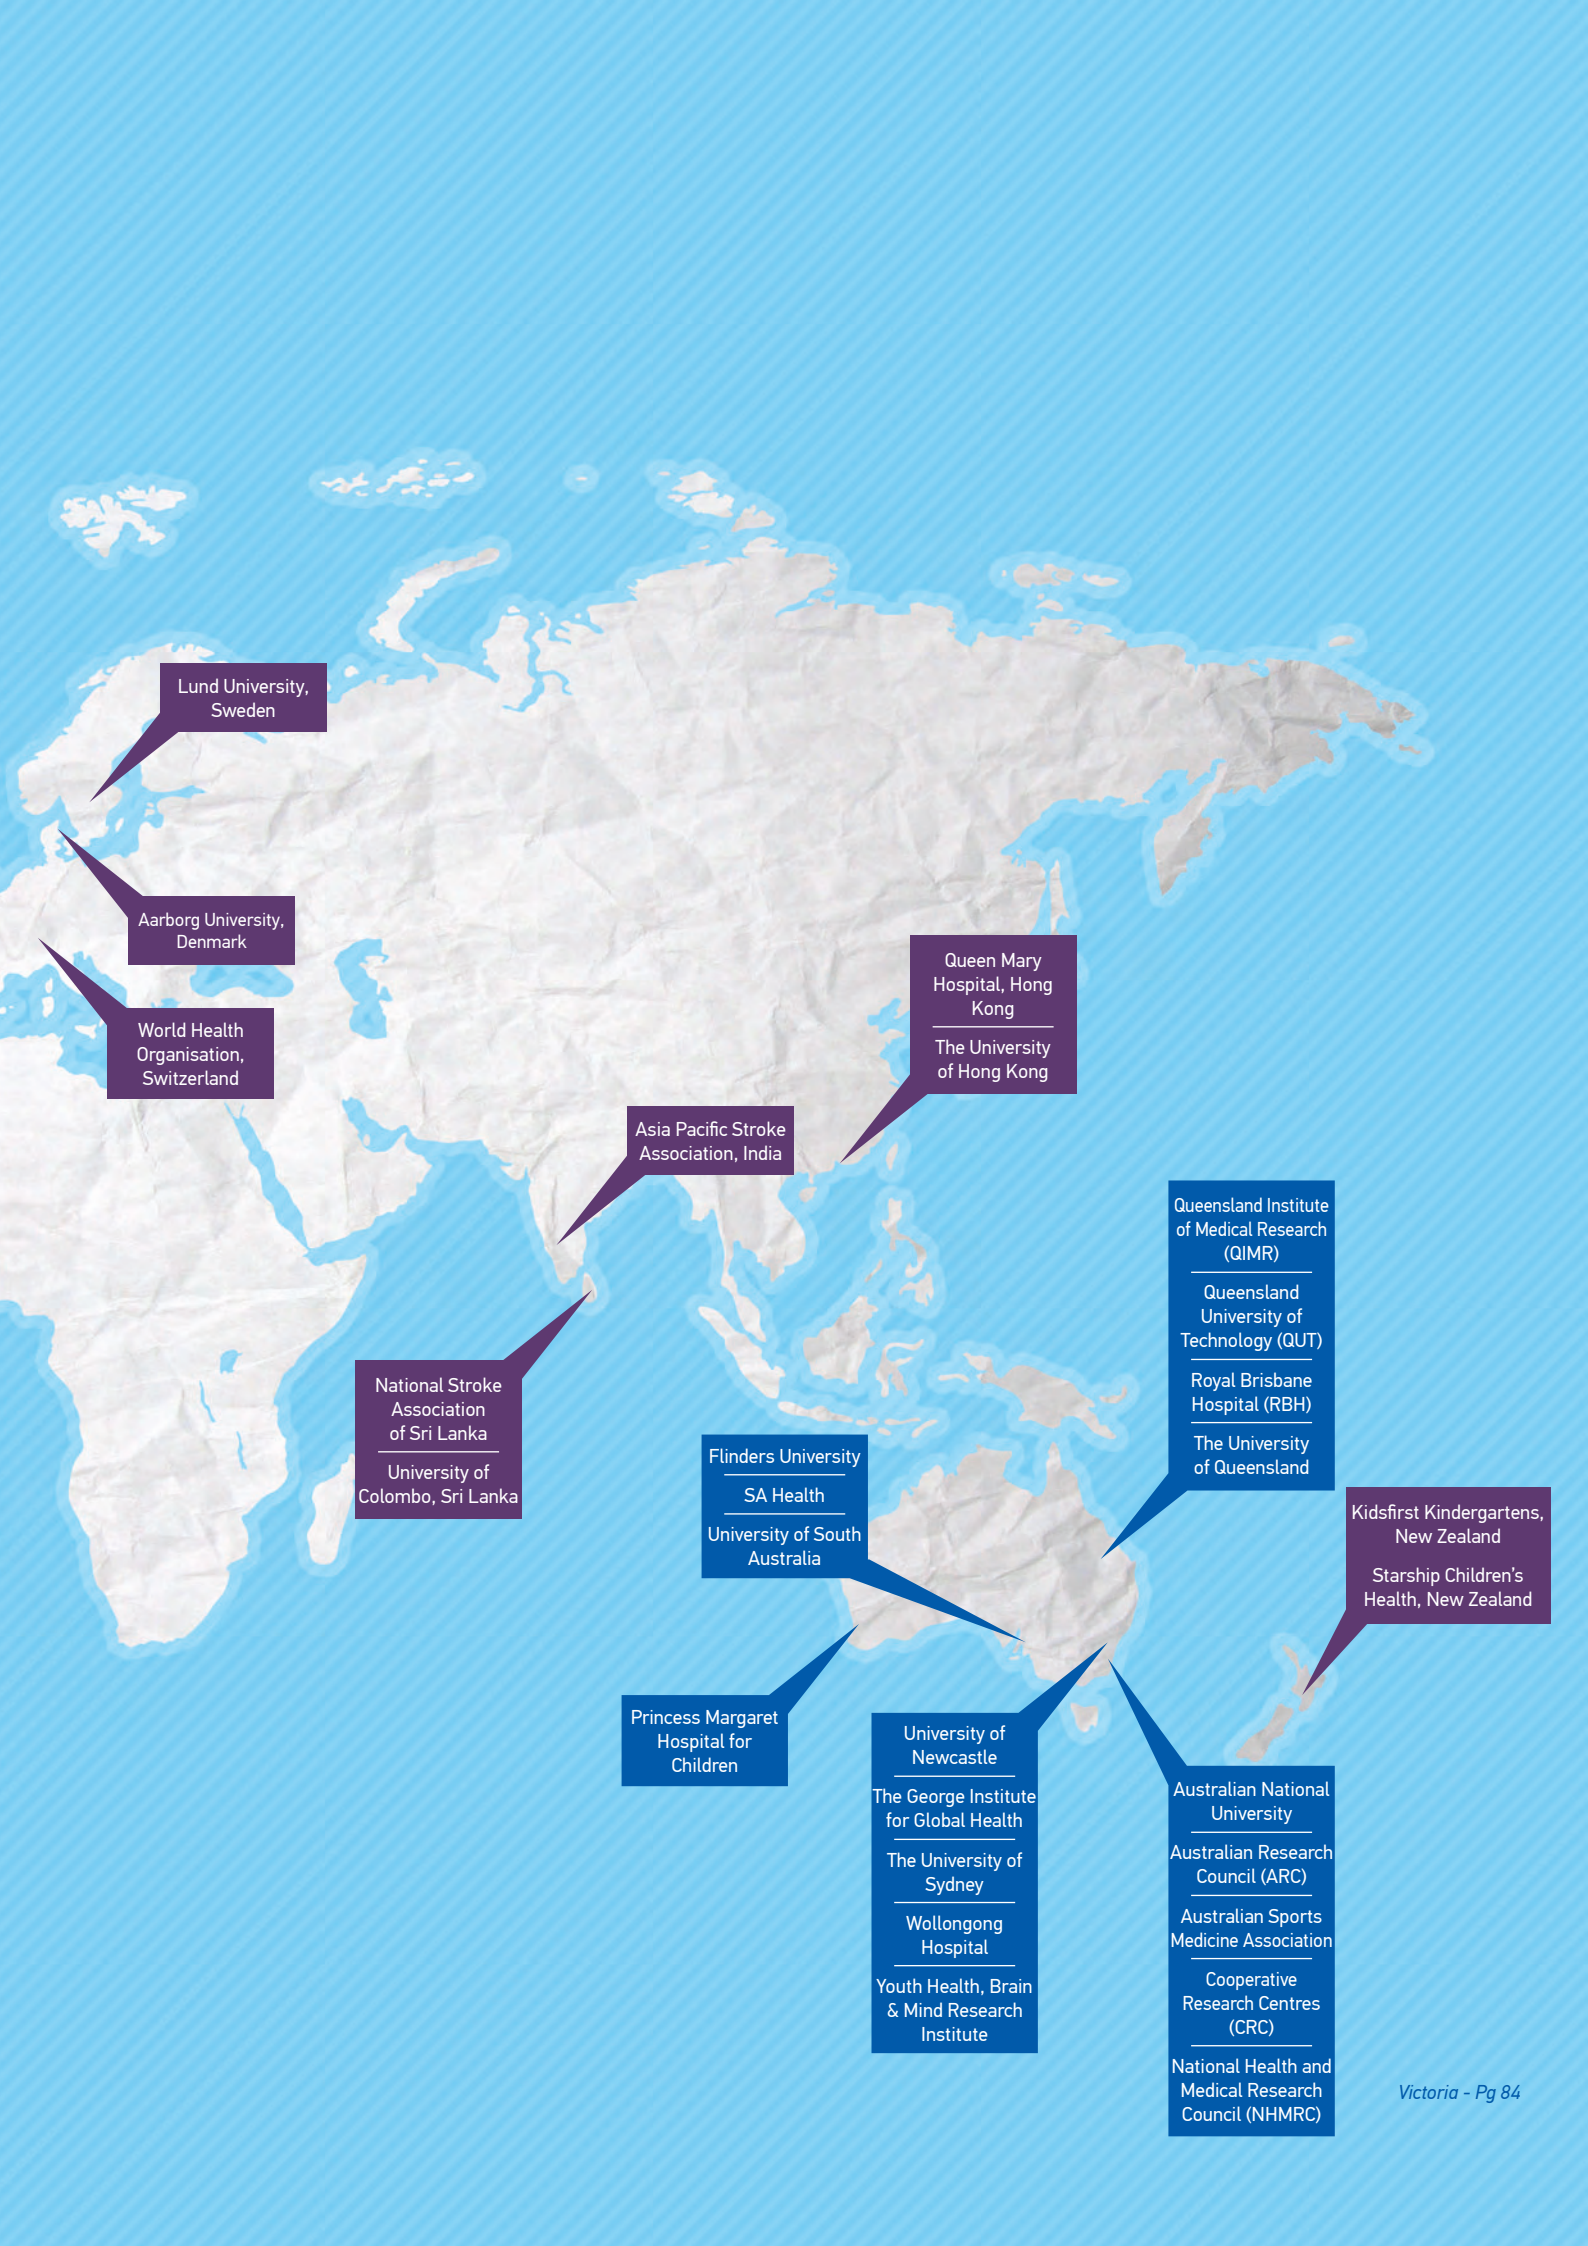 Lund University,
Sweden
Aarborg University,
Denmark
World Health
Organisation,
Switzerland
Queen Mary
Hospital, Hong
Kong
The University
of Hong Kong
Asia Pacific Stroke
Association, India
National Stroke
Association
of Sri Lanka
University of
Colombo, Sri Lanka
Queensland Institute
of Medical Research
(QIMR)
Queensland
University of
Technology (QUT)
Royal Brisbane
Hospital (RBH)
The University
of Queensland
Flinders University
SA Health
University of South
Australia
Kidsfirst Kindergartens,
New Zealand
Starship Children's
Health, New Zealand
Princess Margaret
Hospital for
Children
University of
Newcastle
The George Institute
for Global Health
The University of
Sydney
Wollongong
Hospital
Youth Health, Brain
& Mind Research
Institute
Australian National
University
Australian Research
Council (ARC)
Australian Sports
Medicine Association
Cooperative
Research Centres
(CRC)
National Health and
Medical Research
Council (NHMRC)
Victoria - Pg 84